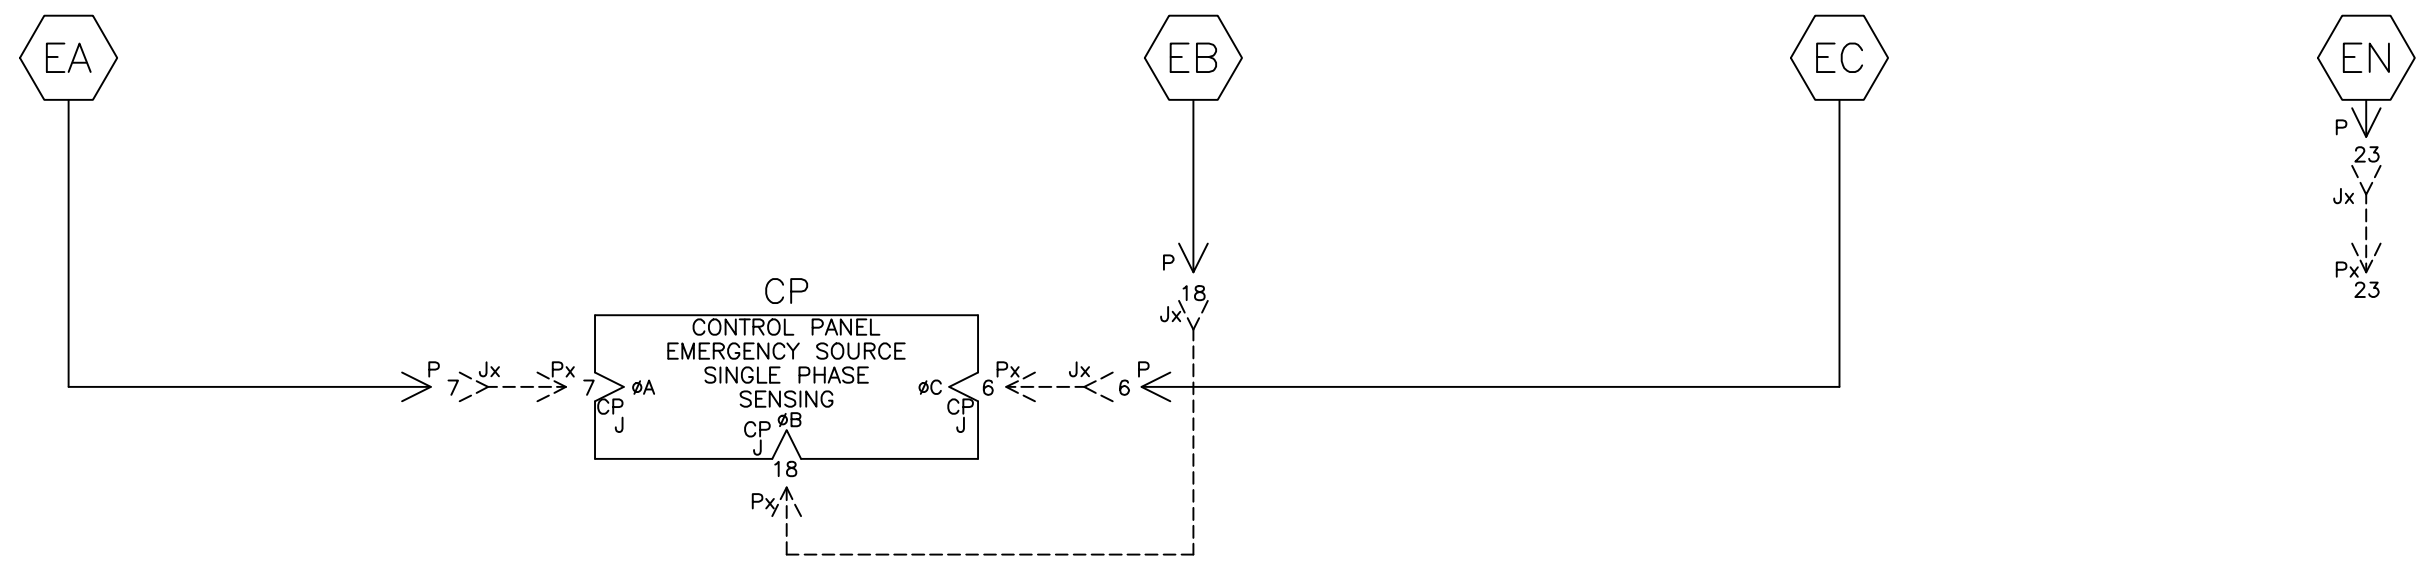 EA
EB
EC
EN
P
23
Jx
Px
23
P
18
Jx
CP
CONTROL PANEL
EMERGENCY SOURCE
SINGLE PHASE
SENSING
P
7
Jx
Px
7
øA
CP
J
øB
CP
J
18
Px
øC
CP
J
6
Px
Jx
6
P